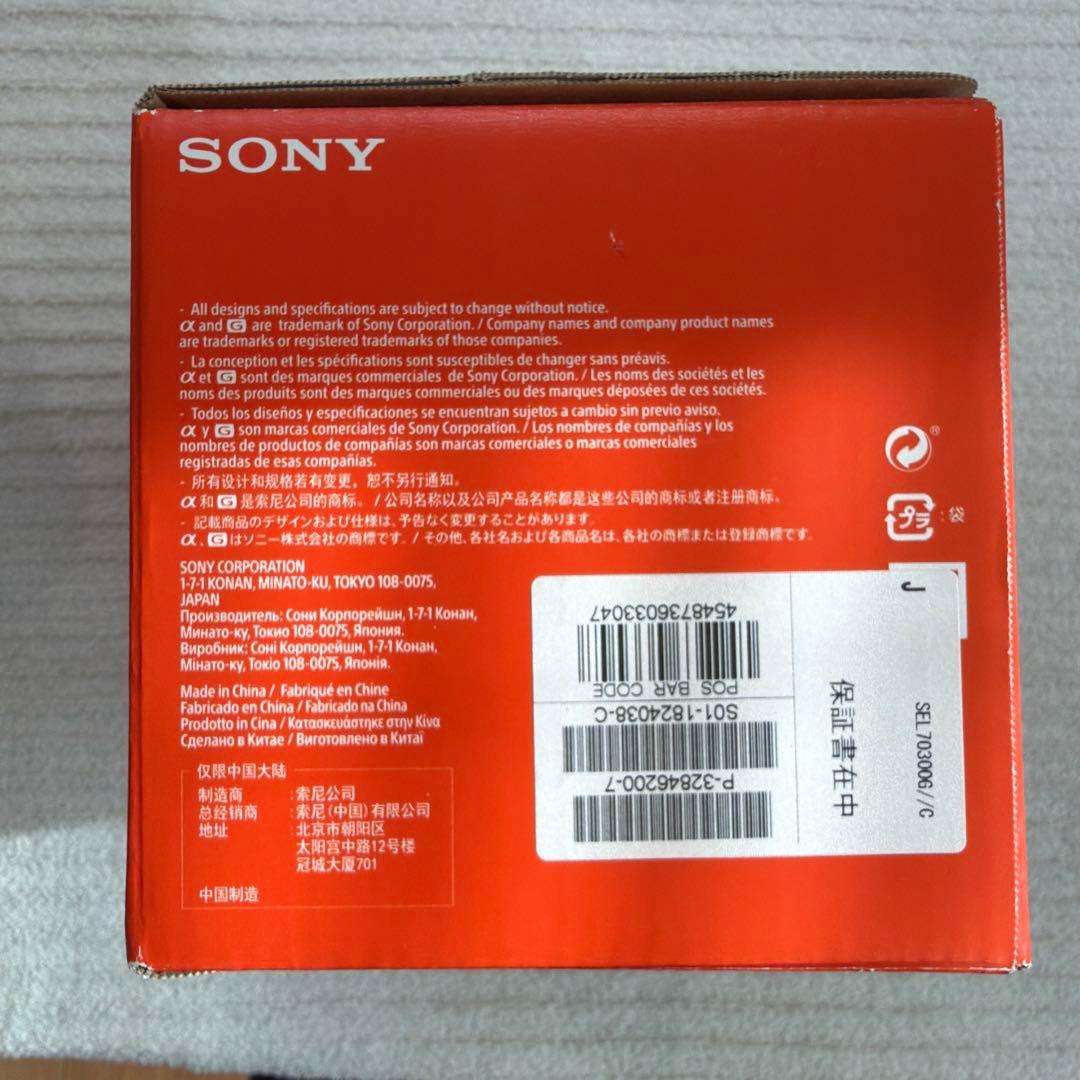 SONY
- All designs and specifications are subject to change without notice.
α and G are trademark of Sony Corporation. / Company names and company product names
are trademarks or registered trademarks of those companies.
- La conception et les spécifications sont susceptibles de changer sans préavis.
α et G sont des marques commerciales de Sony Corporation. / Les noms des sociétés et les
noms des produits sont des marques commerciales ou des marques déposées de ces sociétés.
- Todos los diseños y especificaciones se encuentran sujetos a cambio sin previo aviso.
α y G son marcas comerciales de Sony Corporation. / Los nombres de compañías y los
nombres de productos de compañías son marcas comerciales o marcas comerciales
registradas de esas compañías.
- 所有设计和规格若有变更，恕不另行通知。
α 和 G 是索尼公司的商标。 / 公司名称以及公司产品名称都是这些公司的商标或者注册商标。
- 記載商品のデザインおよび仕様は、予告なく変更することがあります。
α、G はソニー株式会社の商標です。 / その他、各社名および各商品名は、各社の商標または登録商標です。
プラ : 袋
SONY CORPORATION
1-7-1 KONAN, MINATO-KU, TOKYO 108-0075,
JAPAN
Производитель: Сони Корпорейшн, 1-7-1 Конан,
Минато-ку, Токио 108-0075, Япония.
Виробник: Соні Корпорейшн, 1-7-1 Конан,
Мінато-ку, Токіо 108-0075, Японія.
Made in China / Fabriqué en Chine
Fabricado en China / Fabricado na China
Prodotto in Cina / Κατασκευάστηκε στην Κίνα
Сделано в Китае / Виготовлено в Китаї
仅限中国大陆
制造商 : 索尼公司
总经销商 : 索尼(中国)有限公司
地址 : 北京市朝阳区
太阳宫中路12号楼
冠城大厦701
中国制造
J
SEL70300G//C
保証書在中
P-32846200-7
S01-1824038-C
POS BAR CODE
4548736033047